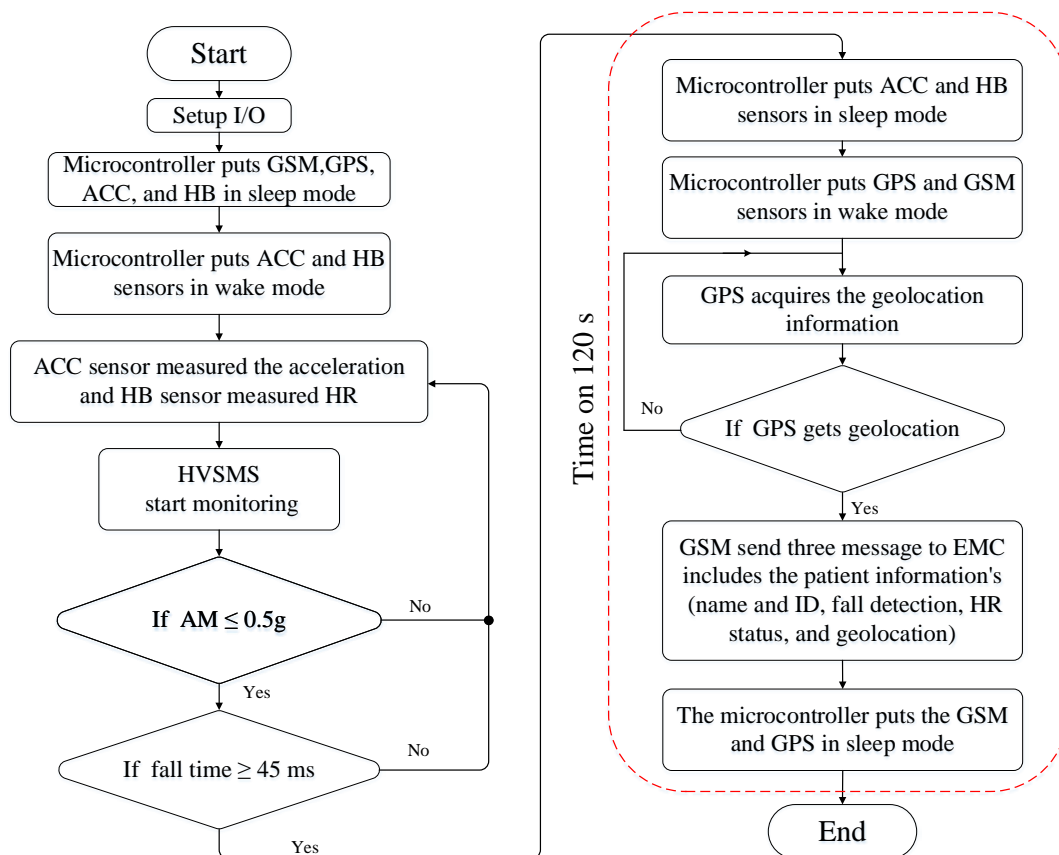 Start
Setup I/O
Microcontroller puts GSM,GPS,
ACC, and HB in sleep mode
Microcontroller puts ACC and HB
sensors in wake mode
ACC sensor measured the acceleration
and HB sensor measured HR
HVSMS
start monitoring
If AM ≤ 0.5g
No
Yes
If fall time ≥ 45 ms
No
Yes
Time on 120 s
Microcontroller puts ACC and HB
sensors in sleep mode
Microcontroller puts GPS and GSM
sensors in wake mode
GPS acquires the geolocation
information
No
If GPS gets geolocation
Yes
GSM send three message to EMC
includes the patient information's
(name and ID, fall detection, HR
status, and geolocation)
The microcontroller puts the GSM
and GPS in sleep mode
End